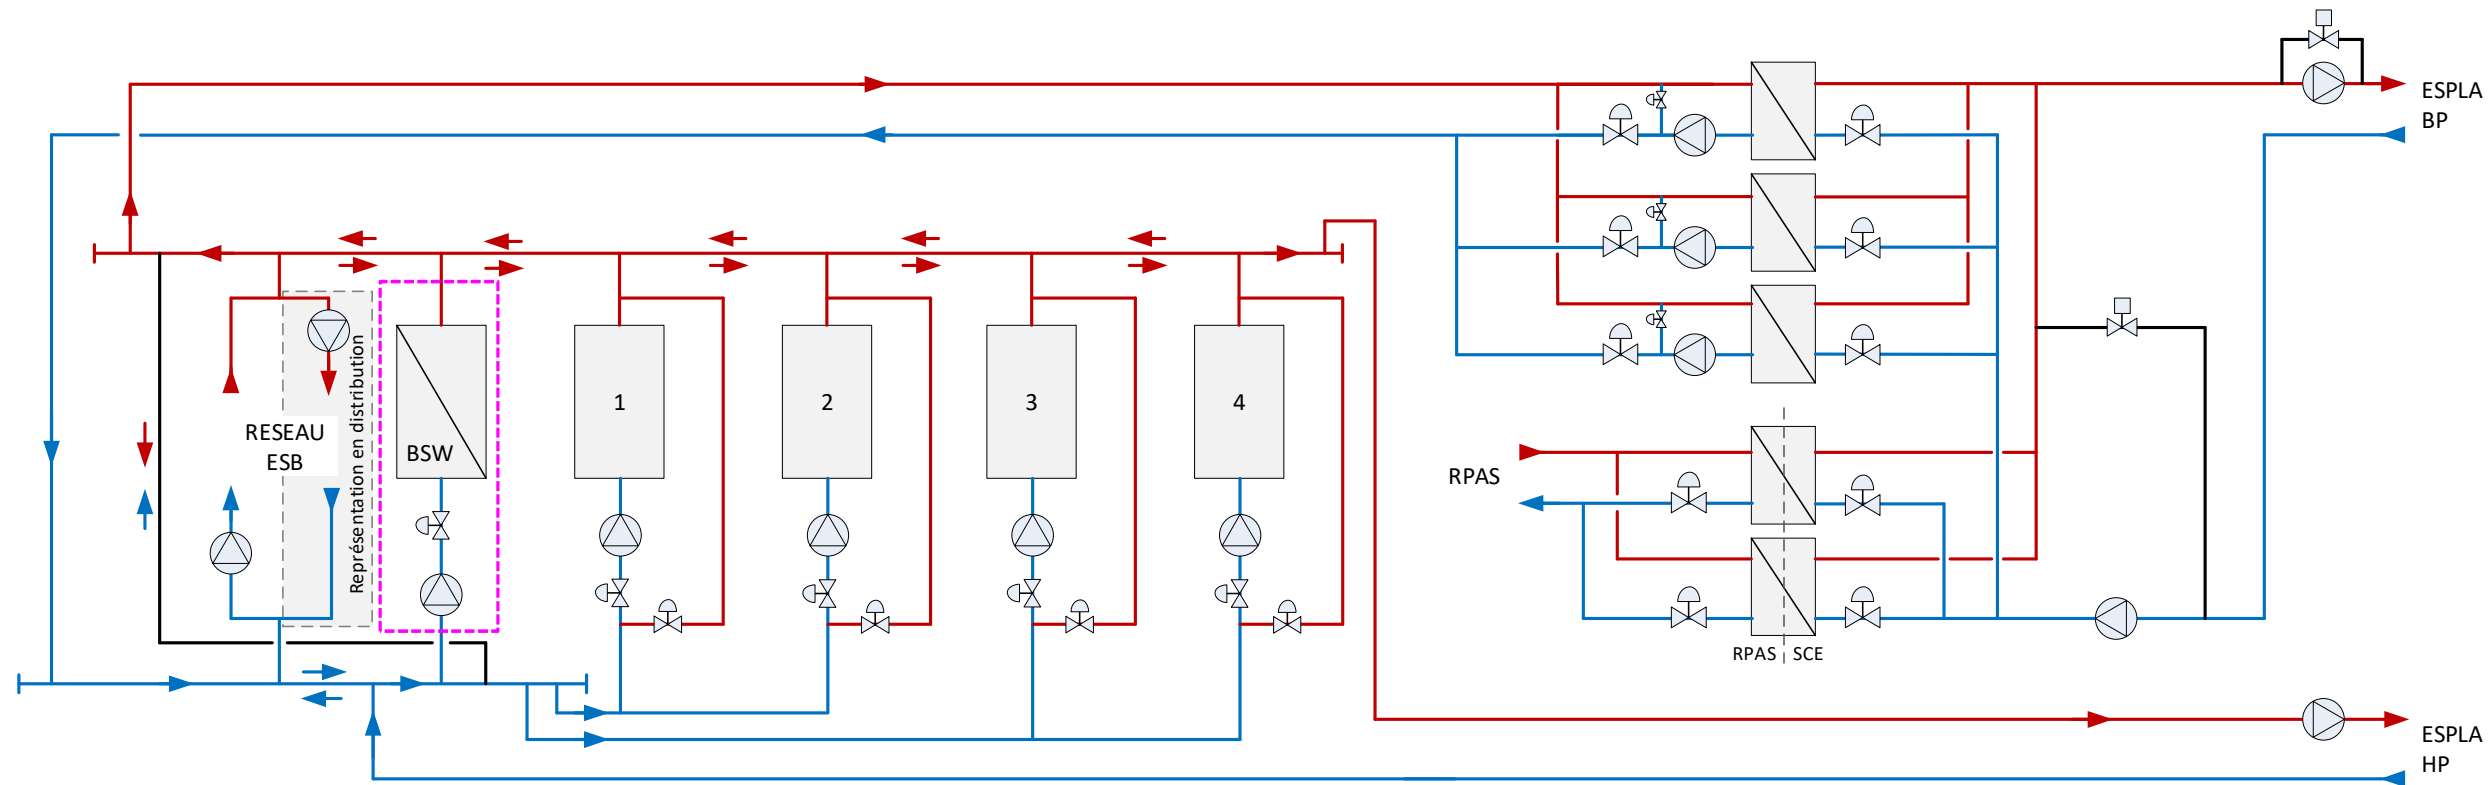 ESPLA
BP
RESEAU
ESB
Représentation en distribution
BSW
1
2
3
4
RPAS
RPAS
SCE
ESPLA
HP